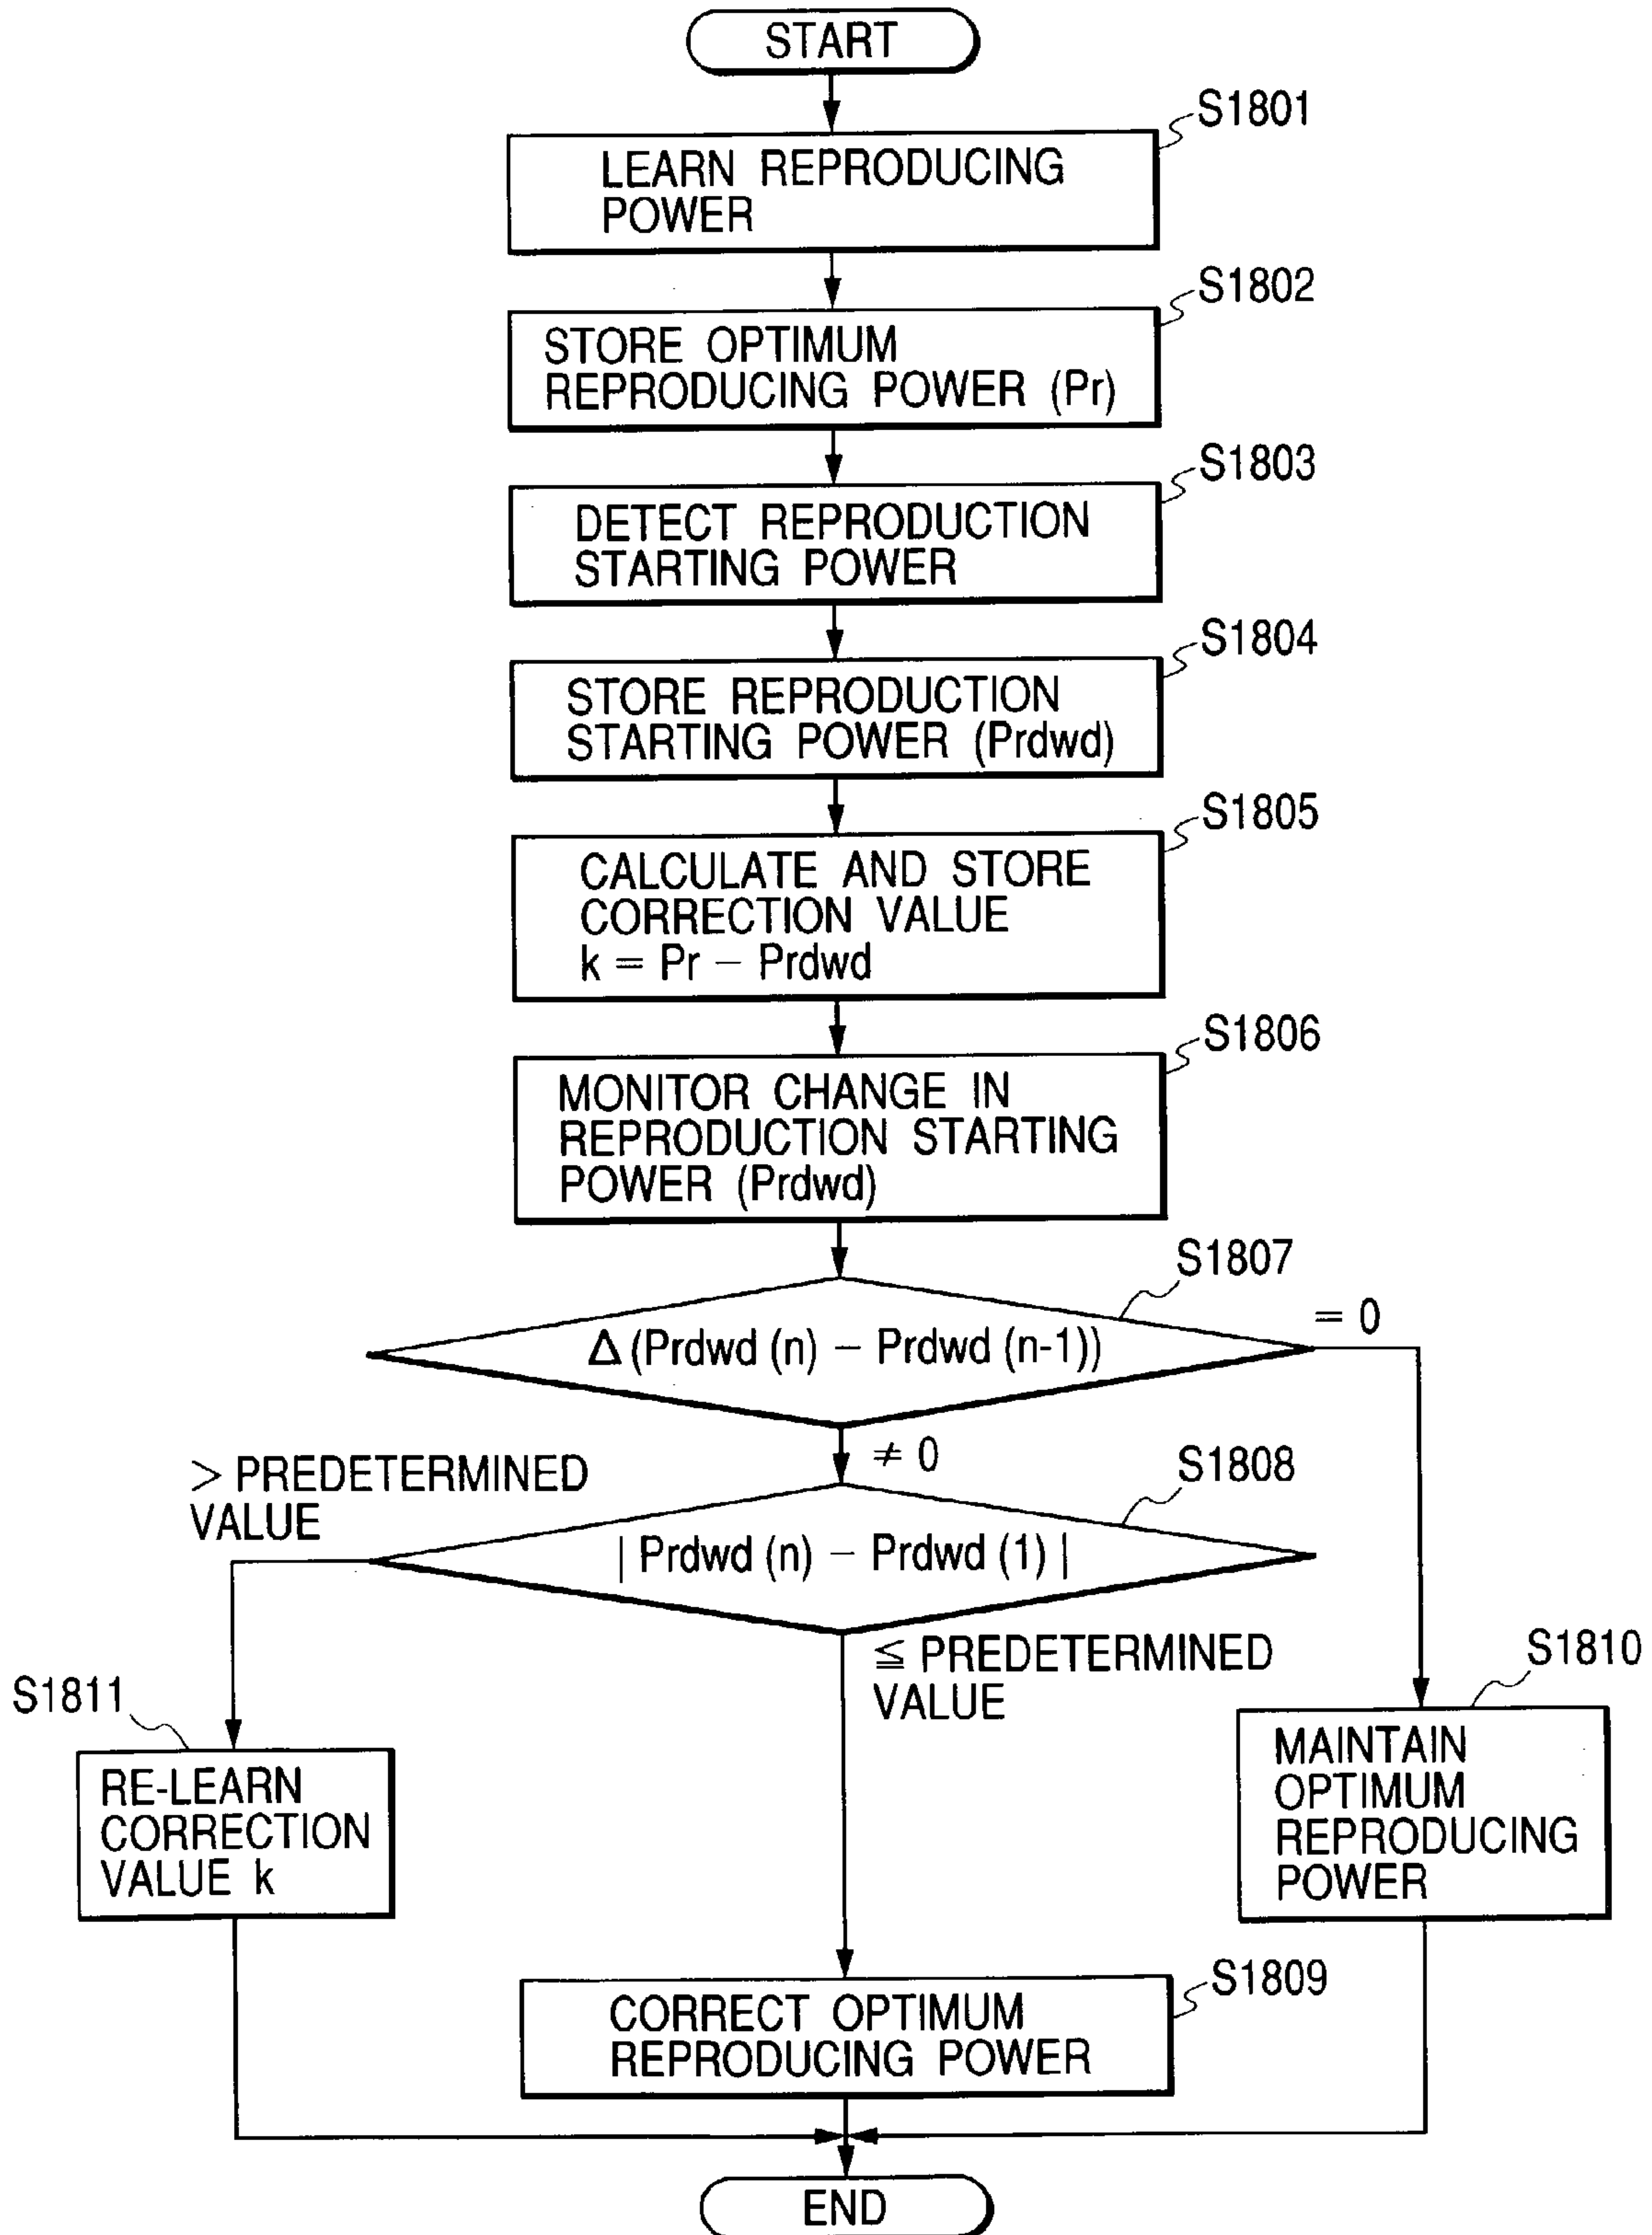 START
S1801
LEARN REPRODUCING
POWER
S1802
STORE OPTIMUM
REPRODUCING POWER (Pr)
S1803
DETECT REPRODUCTION
STARTING POWER
S1804
STORE REPRODUCTION
STARTING POWER (Prdwd)
S1805
CALCULATE AND STORE
CORRECTION VALUE
k = Pr − Prdwd
S1806
MONITOR CHANGE IN
REPRODUCTION STARTING
POWER (Prdwd)
S1807
= 0
Δ (Prdwd (n) − Prdwd (n-1))
≠ 0
> PREDETERMINED
VALUE
S1808
| Prdwd (n) − Prdwd (1) |
≦ PREDETERMINED
VALUE
S1810
S1811
MAINTAIN
OPTIMUM
REPRODUCING
POWER
RE-LEARN
CORRECTION
VALUE k
S1809
CORRECT OPTIMUM
REPRODUCING POWER
END